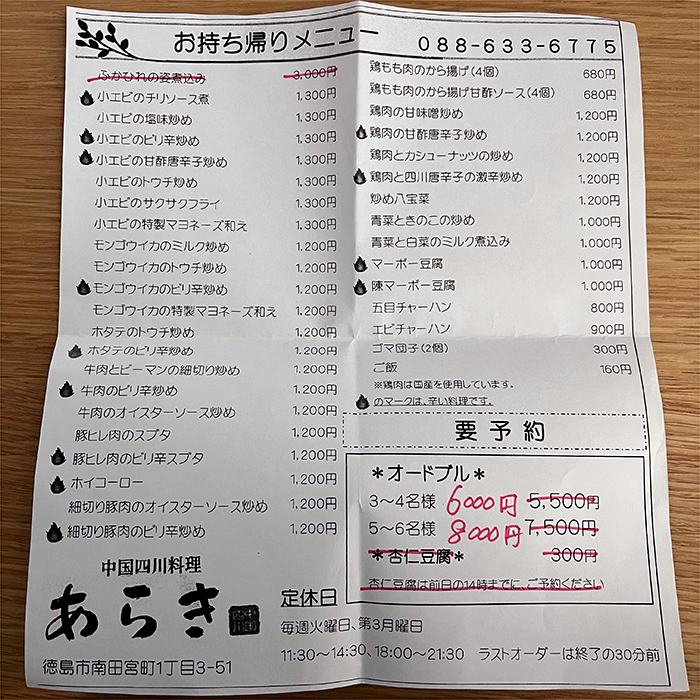 お持ち帰りメニュー 088-633-6775
ふかひれの姿煮込み 3,000円
小エビのチリソース煮 1,300円
小エビの塩味炒め 1,300円
小エビのピリ辛炒め 1,300円
小エビの甘酢唐辛子炒め 1,300円
小エビのトウチ炒め 1,300円
小エビのサクサクフライ 1,300円
小エビの特製マヨネーズ和え 1,300円
モンゴウイカのミルク炒め 1,200円
モンゴウイカのトウチ炒め 1,200円
モンゴウイカのピリ辛炒め 1,200円
モンゴウイカの特製マヨネーズ和え 1,200円
ホタテのトウチ炒め 1,200円
ホタテのピリ辛炒め 1,200円
牛肉とピーマンの細切り炒め 1,200円
牛肉のピリ辛炒め 1,200円
牛肉のオイスターソース炒め 1,200円
豚ヒレ肉のスブタ 1,200円
豚ヒレ肉のピリ辛スブタ 1,200円
ホイコーロー 1,200円
細切り豚肉のオイスターソース炒め 1,200円
細切り豚肉のピリ辛炒め 1,200円
鶏もも肉のから揚げ(4個) 680円
鶏もも肉のから揚げ甘酢ソース(4個) 680円
鶏肉の甘味噌炒め 1,200円
鶏肉の甘酢唐辛子炒め 1,200円
鶏肉とカシューナッツの炒め 1,200円
鶏肉と四川唐辛子の激辛炒め 1,200円
炒め八宝菜 1,200円
青菜ときのこの炒め 1,000円
青菜と白菜のミルク煮込み 1,000円
マーボー豆腐 1,000円
陳マーボー豆腐 1,000円
五目チャーハン 800円
エビチャーハン 900円
ゴマ団子(2個) 300円
ご飯 160円
※鶏肉は国産を使用しています。
のマークは、辛い料理です。
要予約
*オードブル*
3〜4名様 6000円 5,500円
5〜6名様 8000円 7,500円
*杏仁豆腐* 300円
杏仁豆腐は前日の14時までに、ご予約ください
中国四川料理
あらき
徳島市南田宮町1丁目3-51
定休日
毎週火曜日、第3月曜日
11:30〜14:30、18:00〜21:30 ラストオーダーは終了の30分前